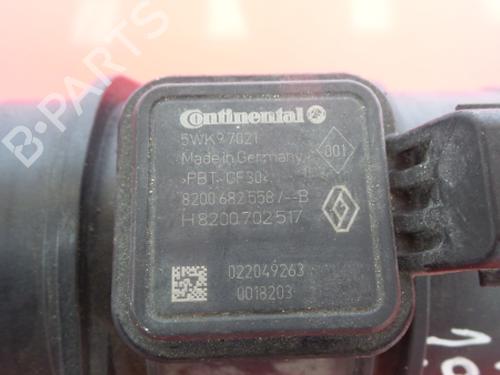 B-PARTS
Continental
5WK97021
Made in Germany
001
>PBT-GF30<
8200 682 558 /--B
H8200702517
022049263
0018203